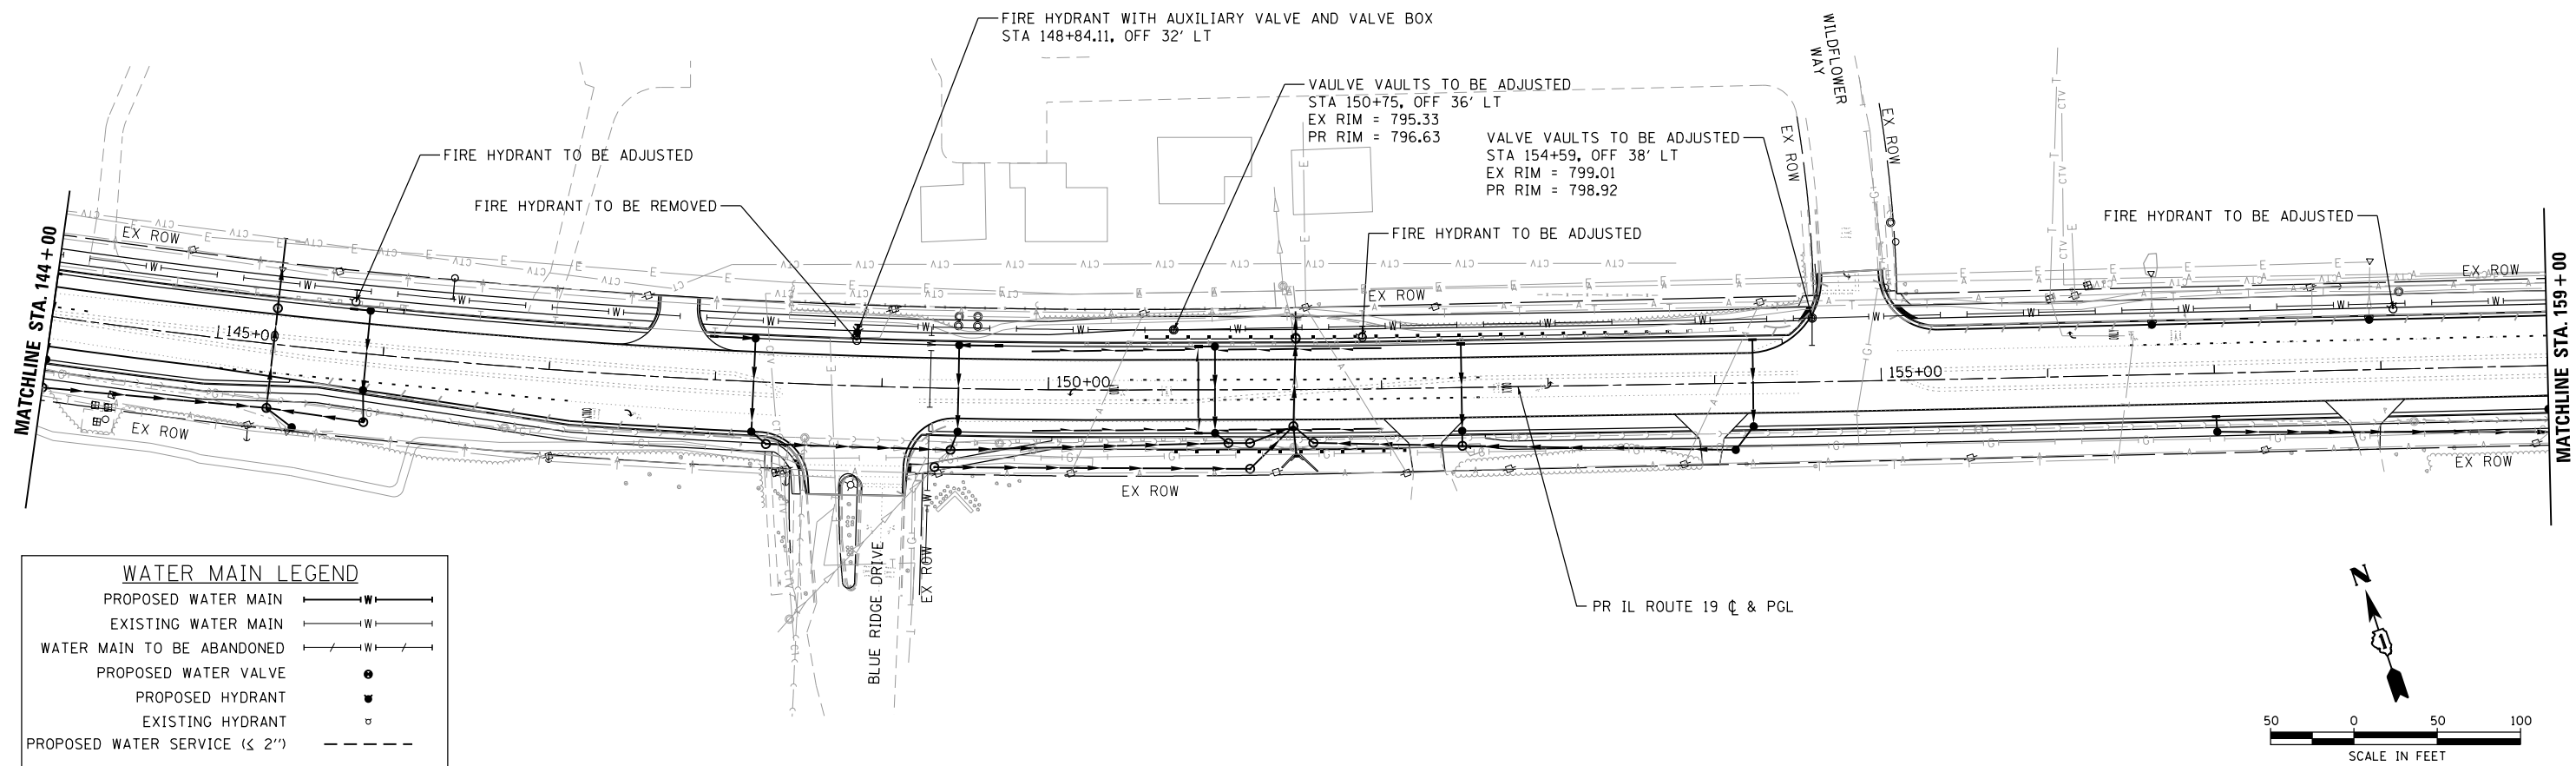 FIRE HYDRANT WITH AUXILIARY VALVE AND VALVE BOX
STA 148+84.11, OFF 32' LT
WILDFLOWER
WAY
VAULVE VAULTS TO BE ADJUSTED
STA 150+75, OFF 36' LT
EX RIM = 795.33
PR RIM = 796.63
VALVE VAULTS TO BE ADJUSTED
STA 154+59, OFF 38' LT
EX RIM = 799.01
PR RIM = 798.92
EX ROW
EX ROW
FIRE HYDRANT TO BE ADJUSTED
FIRE HYDRANT TO BE REMOVED
FIRE HYDRANT TO BE ADJUSTED
FIRE HYDRANT TO BE ADJUSTED
MATCHLINE STA. 144+00
EX ROW
EX ROW
EX ROW
MATCHLINE STA. 159+00
145+00
150+00
155+00
EX ROW
EX ROW
EX ROW
EX ROW
BLUE RIDGE DRIVE
PR IL ROUTE 19 ℄ & PGL
WATER MAIN LEGEND
PROPOSED WATER MAIN W
EXISTING WATER MAIN W
WATER MAIN TO BE ABANDONED W
PROPOSED WATER VALVE
PROPOSED HYDRANT
EXISTING HYDRANT
PROPOSED WATER SERVICE (≤ 2'')
N
50 0 50 100
SCALE IN FEET